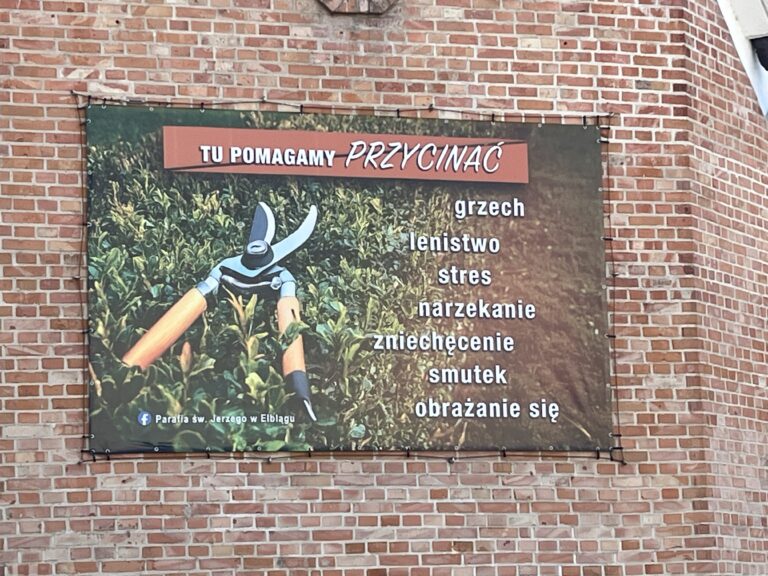 TU POMAGAMY PRZYCINAĆ
grzech
lenistwo
stres
narzekanie
zniechęcenie
smutek
obrażanie się
Parafia św. Jerzego w Elblągu